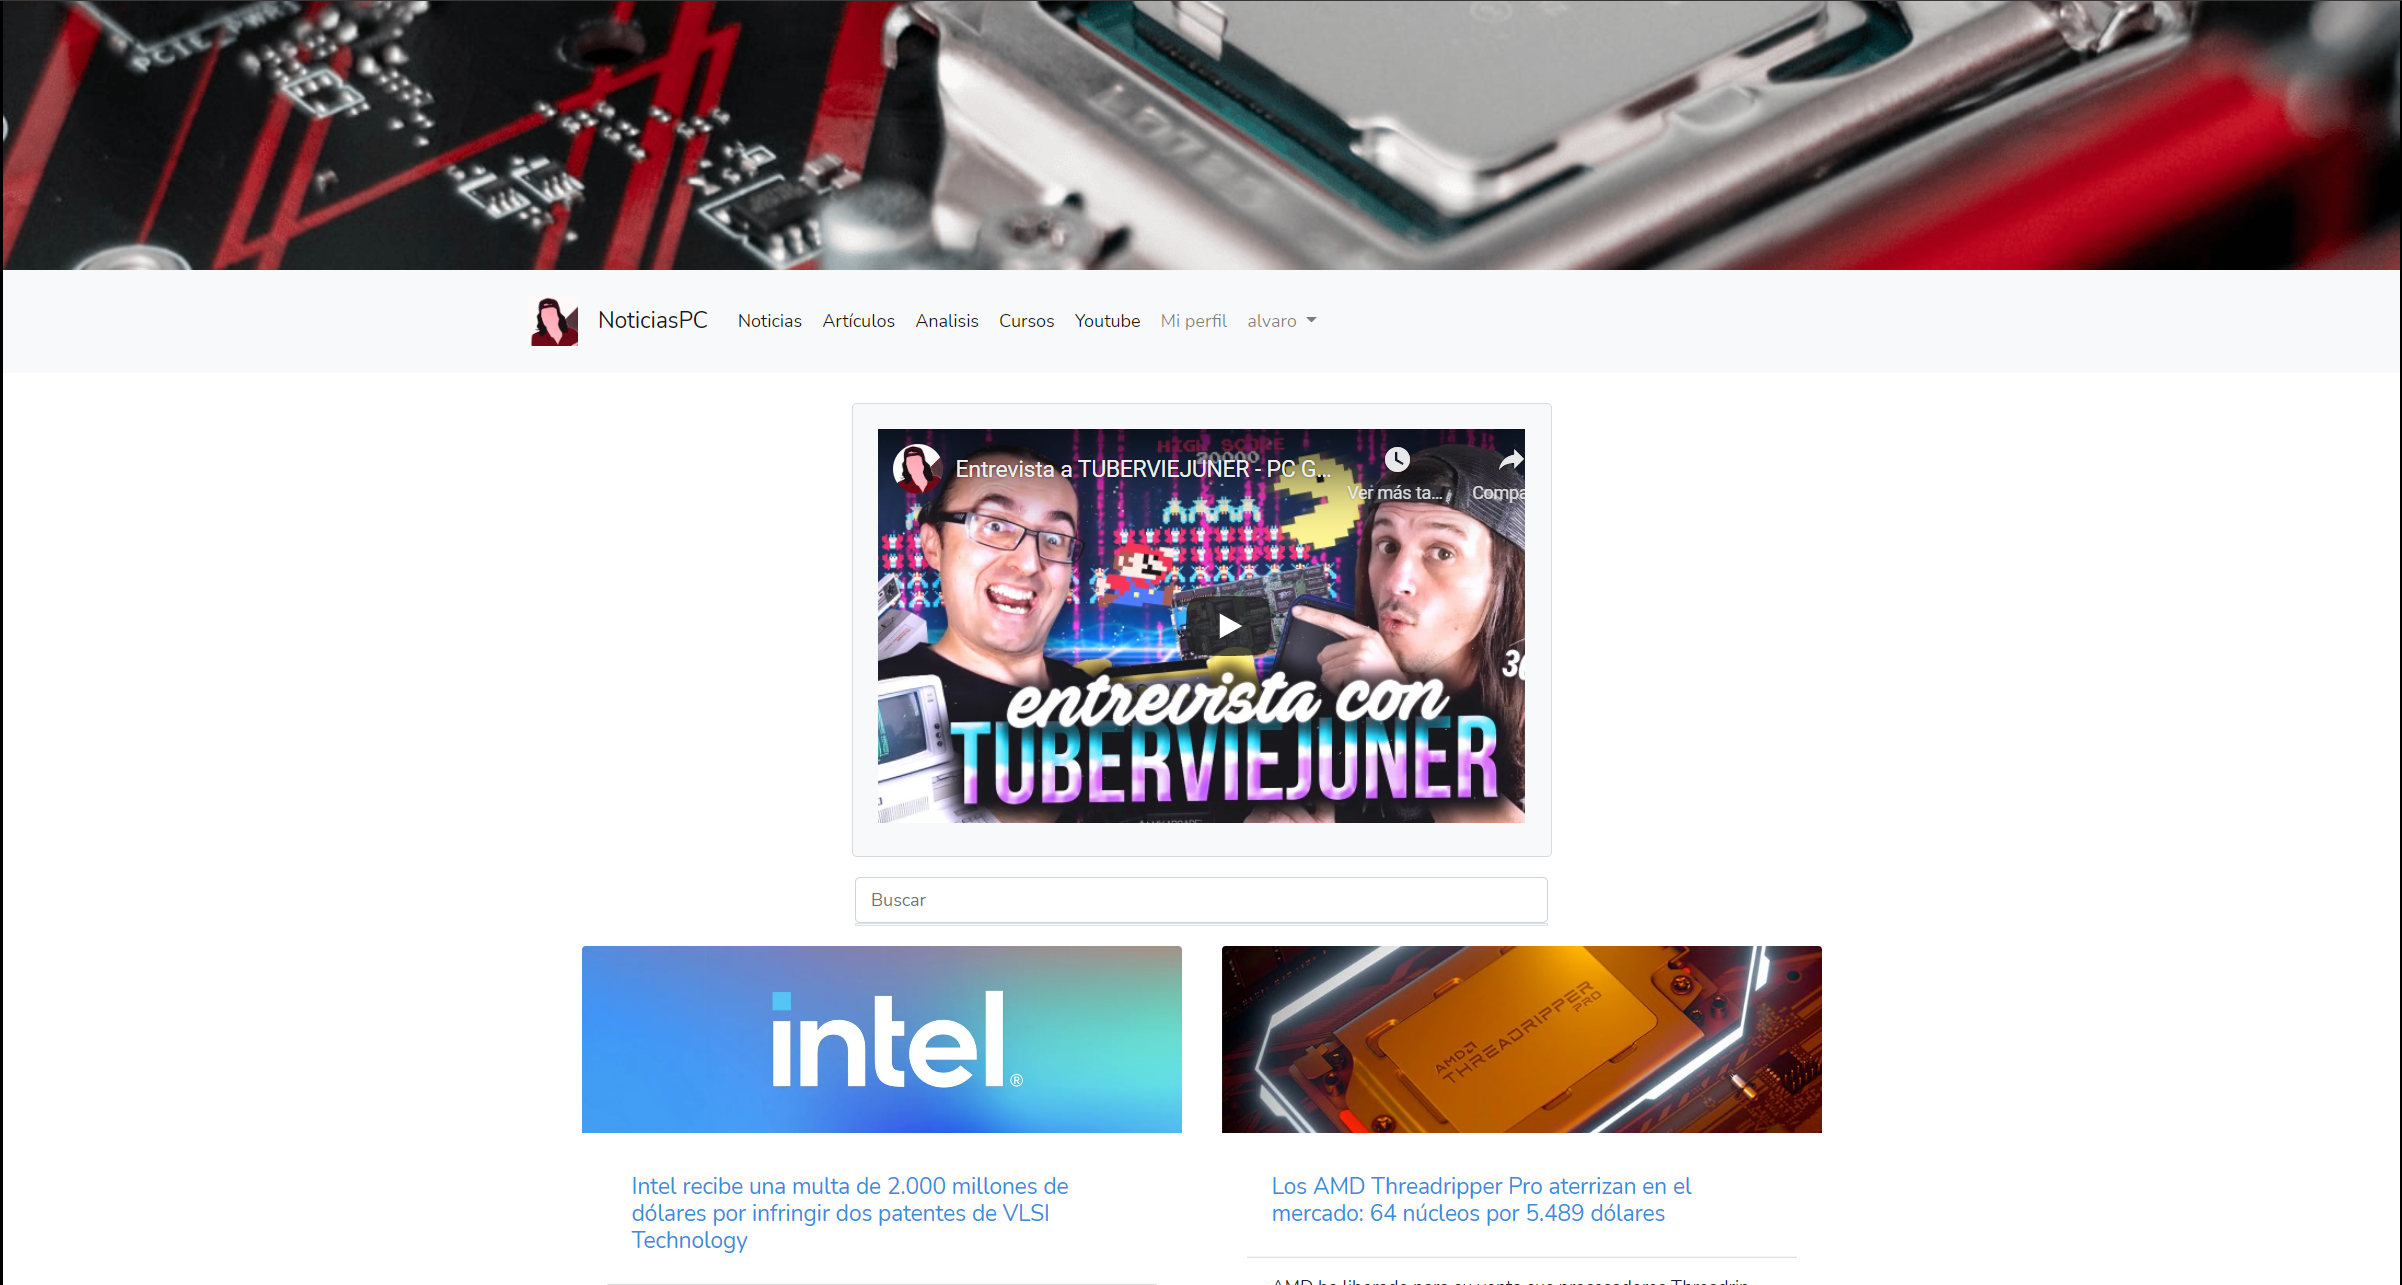 PCIE_PWR1
LOTES
NoticiasPC
Noticias Artículos Analisis Cursos Youtube Mi perfil alvaro
HIGH SCORE
20000
Entrevista a TUBERVIEJUNER - PC G...
Ver más ta...
Compa
entrevista con
TUBERVIEJUNER
Buscar
intel®
AMD
THREADRIPPER
PRO
Intel recibe una multa de 2.000 millones de
dólares por infringir dos patentes de VLSI
Technology
Los AMD Threadripper Pro aterrizan en el
mercado: 64 núcleos por 5.489 dólares